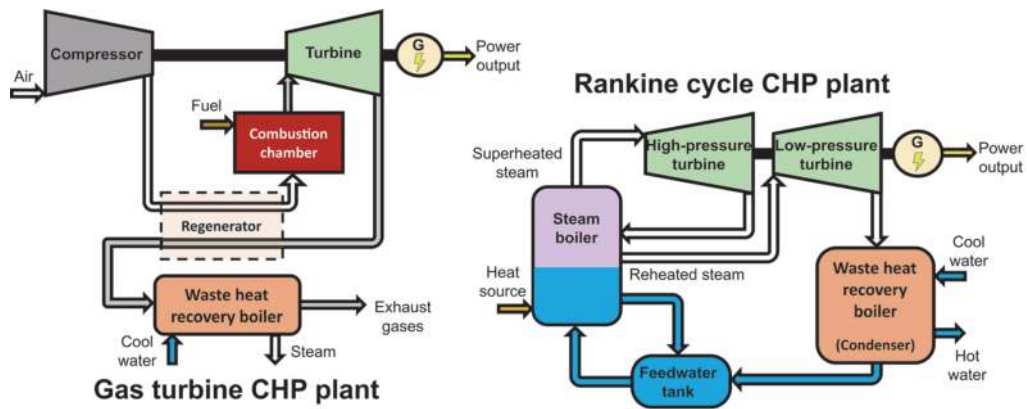 Compressor
Turbine
G
Power
output
Air
Fuel
Combustion
chamber
Regenerator
Waste heat
recovery boiler
Exhaust
gases
Cool
water
Steam
Gas turbine CHP plant
Rankine cycle CHP plant
Superheated
steam
High-pressure
turbine
Low-pressure
turbine
G
Power
output
Steam
boiler
Reheated steam
Heat
source
Waste heat
recovery
boiler
(Condenser)
Cool
water
Hot
water
Feedwater
tank